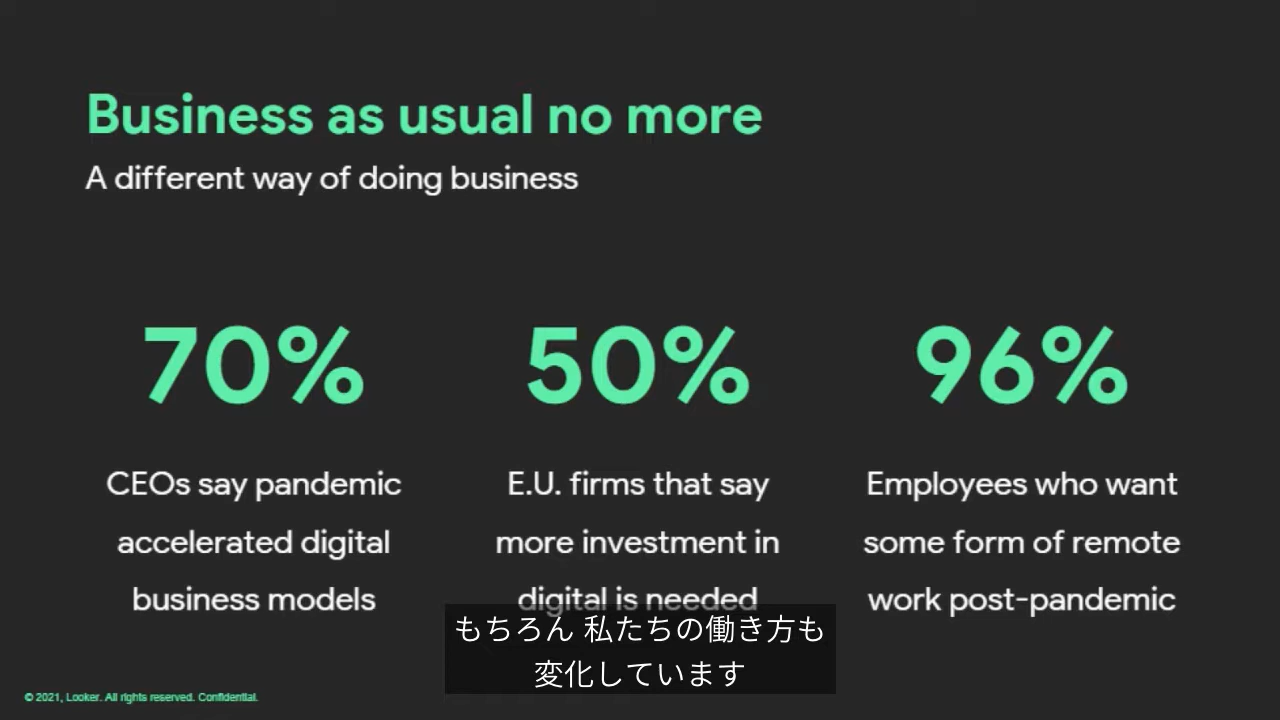 Business as usual no more
A different way of doing business
70%
CEOs say pandemic
accelerated digital
business models
50%
E.U. firms that say
more investment in
digital is needed
96%
Employees who want
some form of remote
work post-pandemic
もちろん 私たちの働き方も
変化しています
© 2021, Looker. All rights reserved. Confidential.